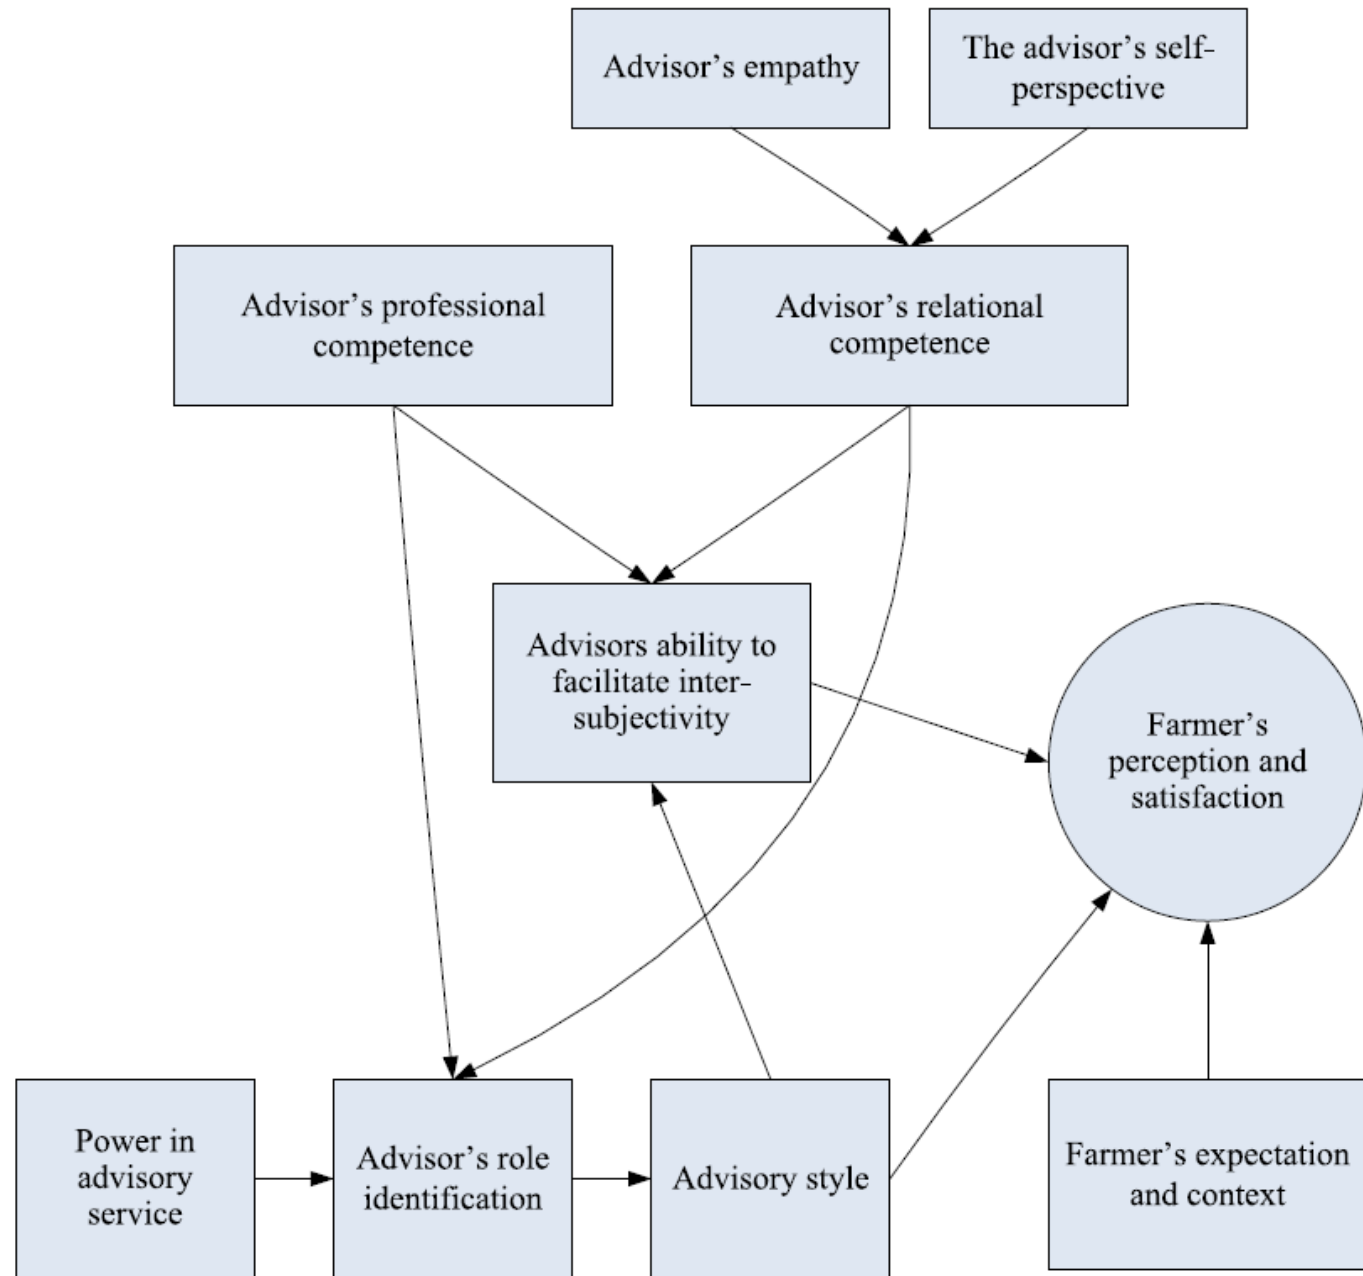 Advisor’s empathy
The advisor’s self-
perspective
Advisor’s professional
competence
Advisor’s relational
competence
Advisors ability to
facilitate inter-
subjectivity
Farmer’s
perception and
satisfaction
Power in
advisory
service
Advisor’s role
identification
Advisory style
Farmer’s expectation
and context